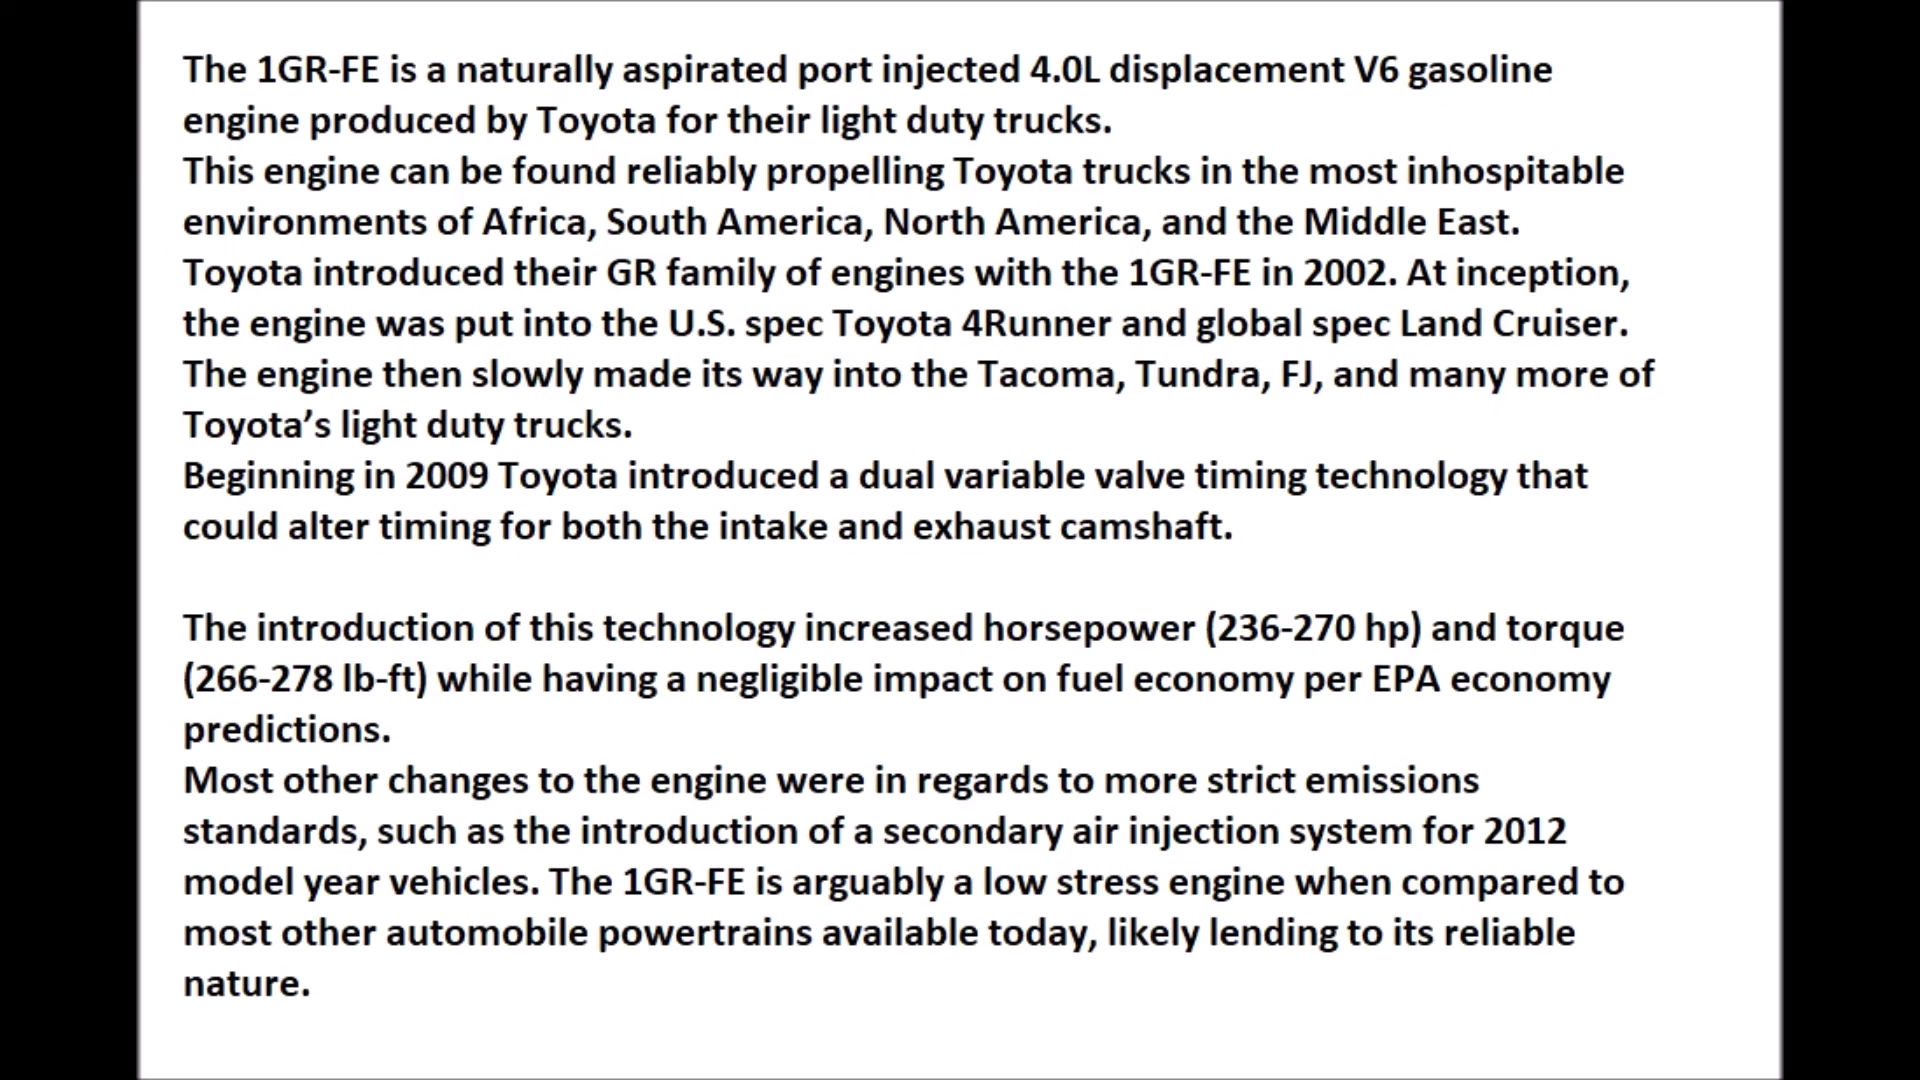 The 1GR-FE is a naturally aspirated port injected 4.0L displacement V6 gasoline
engine produced by Toyota for their light duty trucks.
This engine can be found reliably propelling Toyota trucks in the most inhospitable
environments of Africa, South America, North America, and the Middle East.
Toyota introduced their GR family of engines with the 1GR-FE in 2002. At inception,
the engine was put into the U.S. spec Toyota 4Runner and global spec Land Cruiser.
The engine then slowly made its way into the Tacoma, Tundra, FJ, and many more of
Toyota’s light duty trucks.
Beginning in 2009 Toyota introduced a dual variable valve timing technology that
could alter timing for both the intake and exhaust camshaft.
The introduction of this technology increased horsepower (236-270 hp) and torque
(266-278 lb-ft) while having a negligible impact on fuel economy per EPA economy
predictions.
Most other changes to the engine were in regards to more strict emissions
standards, such as the introduction of a secondary air injection system for 2012
model year vehicles. The 1GR-FE is arguably a low stress engine when compared to
most other automobile powertrains available today, likely lending to its reliable
nature.